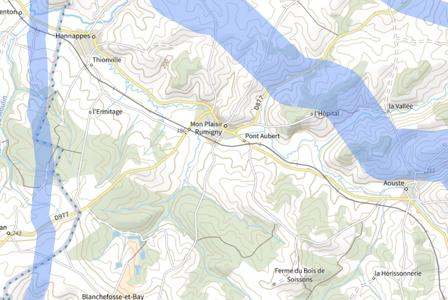 enton
Hannappes
Thionville
l'Ermitage
D877
l'Hôpital
la Vallée
Mon Plaisir
Rumigny
Pont Aubert
Aouste
D977
Ferme du Bois de
Soissons
la Hérissonnerie
Blanchefosse-et-Bay